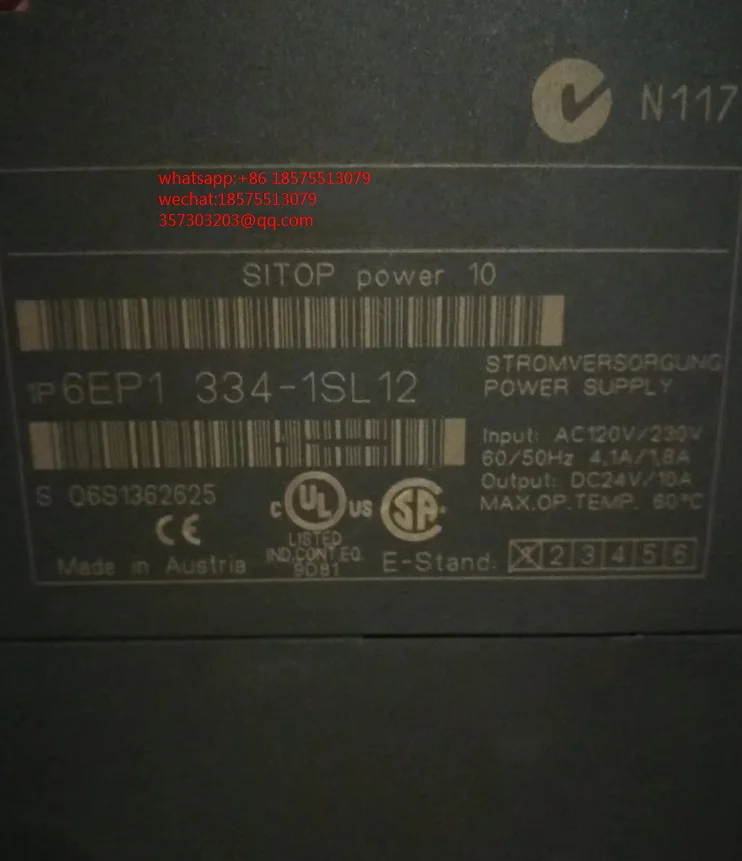 N117
whatsapp:+86 18575513079
wechat:18575513079
357303203@qq.com
SITOP power 10
1P 6EP1 334-1SL12
STROMVERSORGUNG
POWER SUPPLY
Input: AC120V/230V
60/50Hz 4,1A/1,8A
Output: DC24V/10A
MAX.OP.TEMP. 60°C
S Q6S1362625
CE
C UL US
LISTED
IND.CONT.EQ.
9D81
SA
Made in Austria
E-Stand. 1 2 3 4 5 6